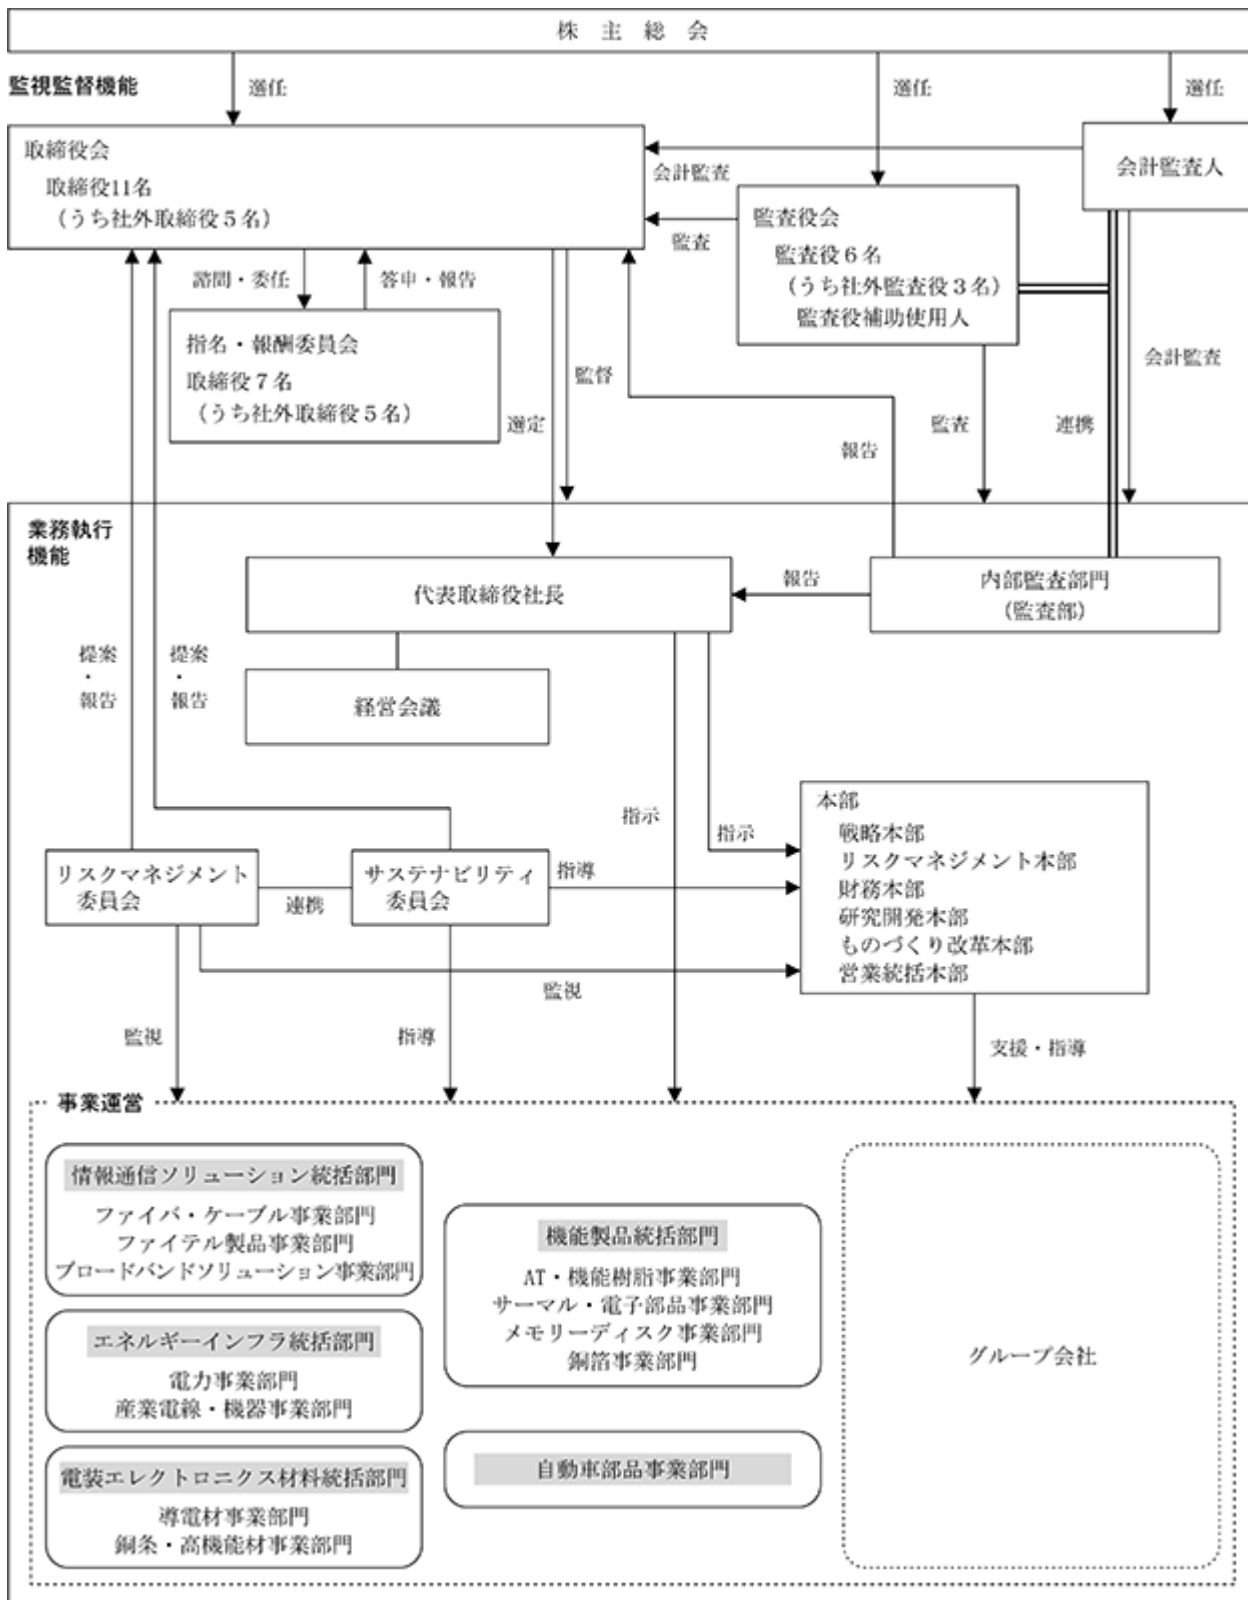 株 主 総 会
監視監督機能
選任
選任
選任
取締役会
取締役11名
(うち社外取締役5名)
会計監査
会計監査人
監査
監査役会
監査役6名
(うち社外監査役3名)
監査役補助使用人
諮問・委任
答申・報告
指名・報酬委員会
取締役7名
(うち社外取締役5名)
監督
選定
会計監査
報告
監査
連携
業務執行
機能
代表取締役社長
報告
内部監査部門
(監査部)
提案
・
報告
提案
・
報告
経営会議
指示
指示
本部
戦略本部
リスクマネジメント本部
財務本部
研究開発本部
ものづくり改革本部
営業統括本部
リスクマネジメント
委員会
連携
サステナビリティ
委員会
指導
監視
監視
指導
支援・指導
事業運営
情報通信ソリューション統括部門
ファイバ・ケーブル事業部門
ファイテル製品事業部門
ブロードバンドソリューション事業部門
エネルギーインフラ統括部門
電力事業部門
産業電線・機器事業部門
電装エレクトロニクス材料統括部門
導電材事業部門
銅条・高機能材事業部門
機能製品統括部門
AT・機能樹脂事業部門
サーマル・電子部品事業部門
メモリーディスク事業部門
銅箔事業部門
自動車部品事業部門
グループ会社